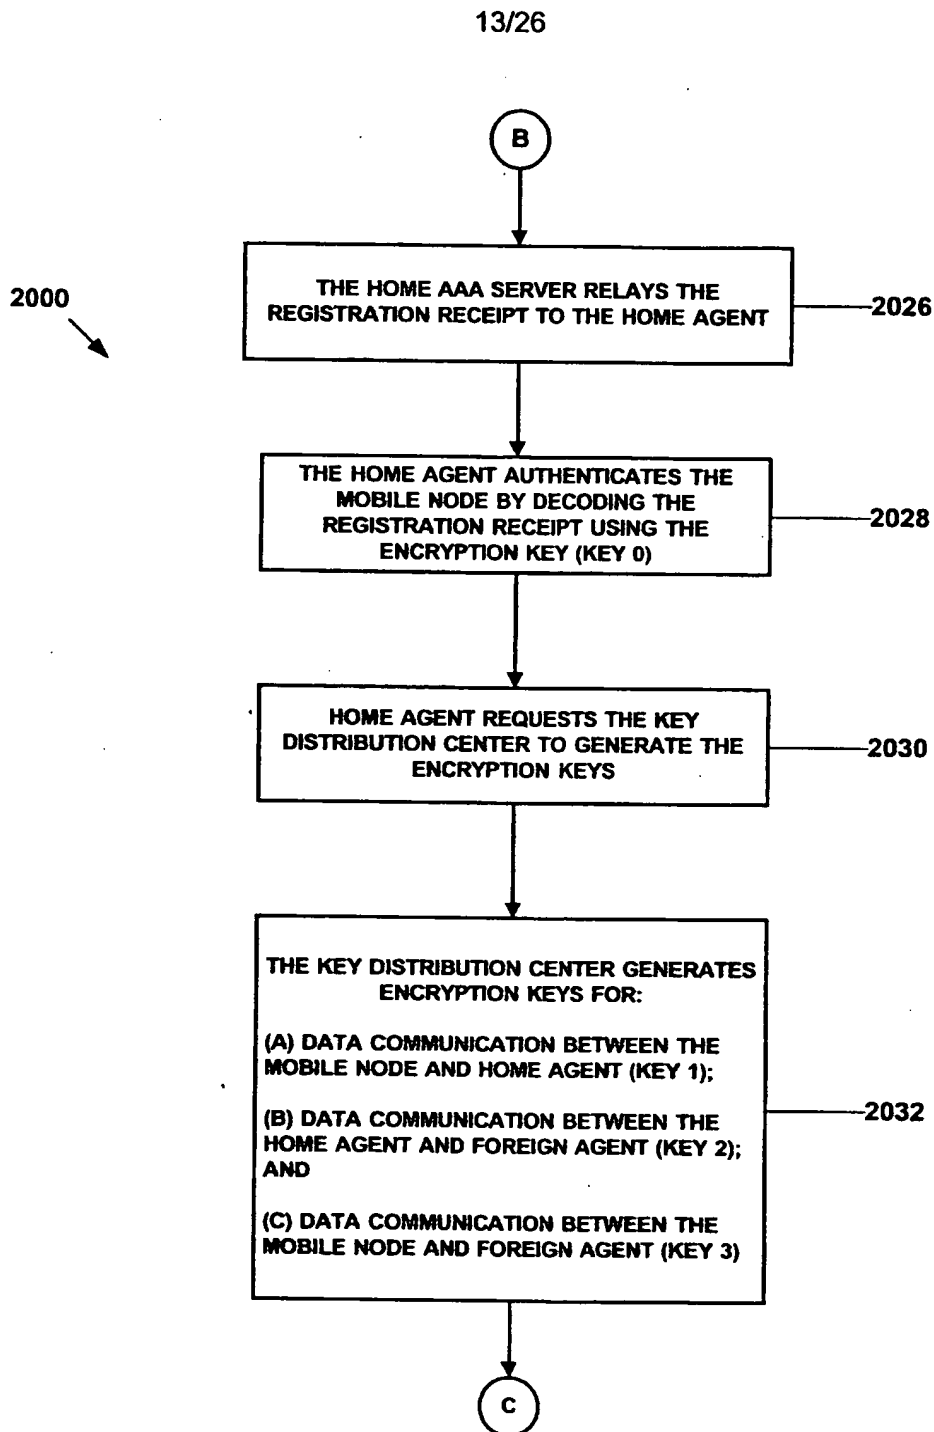 13/26
B
2000
THE HOME AAA SERVER RELAYS THE
REGISTRATION RECEIPT TO THE HOME AGENT
2026
THE HOME AGENT AUTHENTICATES THE
MOBILE NODE BY DECODING THE
REGISTRATION RECEIPT USING THE
ENCRYPTION KEY (KEY 0)
2028
HOME AGENT REQUESTS THE KEY
DISTRIBUTION CENTER TO GENERATE THE
ENCRYPTION KEYS
2030
THE KEY DISTRIBUTION CENTER GENERATES
ENCRYPTION KEYS FOR:
(A) DATA COMMUNICATION BETWEEN THE
MOBILE NODE AND HOME AGENT (KEY 1);
(B) DATA COMMUNICATION BETWEEN THE
HOME AGENT AND FOREIGN AGENT (KEY 2);
AND
(C) DATA COMMUNICATION BETWEEN THE
MOBILE NODE AND FOREIGN AGENT (KEY 3)
2032
C